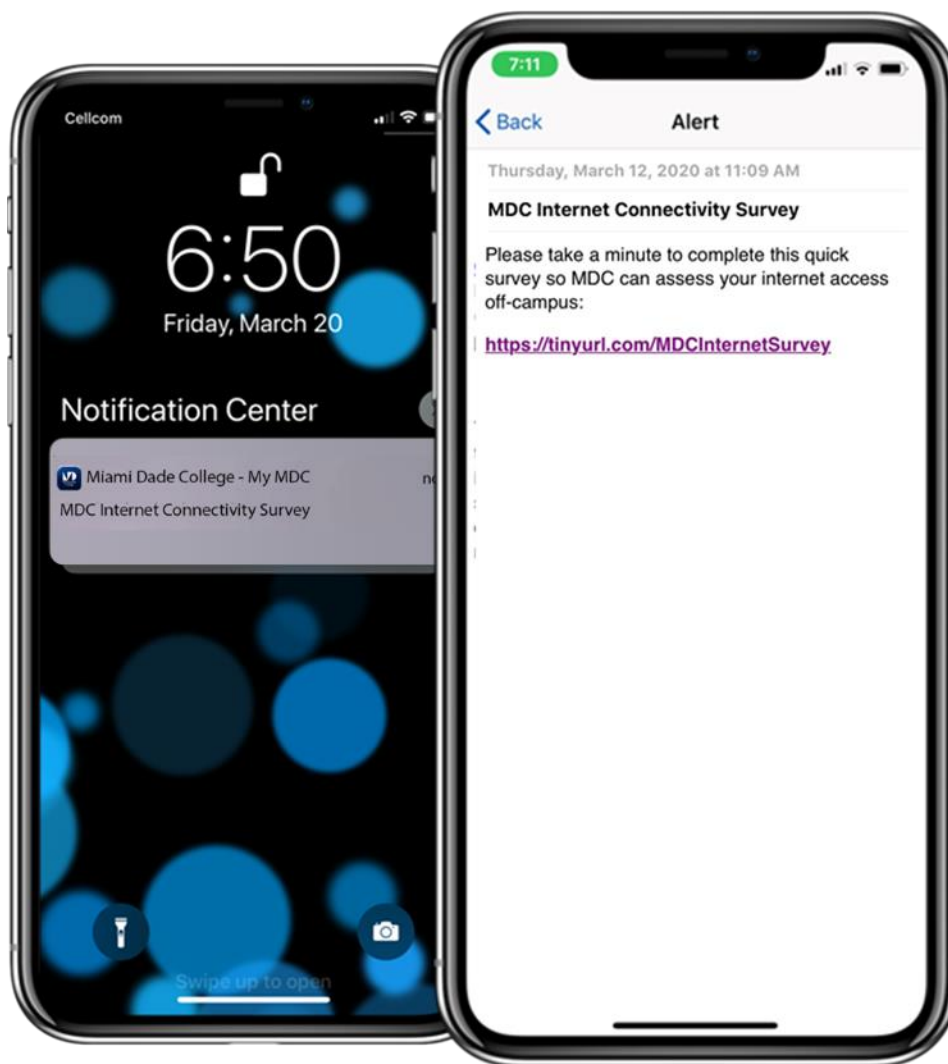 Cellcom
6:50
Friday, March 20
Notification Center
Miami Dade College - My MDC
MDC Internet Connectivity Survey
Swipe up to open
7:11
Back
Alert
Thursday, March 12, 2020 at 11:09 AM
MDC Internet Connectivity Survey
Please take a minute to complete this quick
survey so MDC can assess your internet access
off-campus:
https://tinyurl.com/MDCInternetSurvey